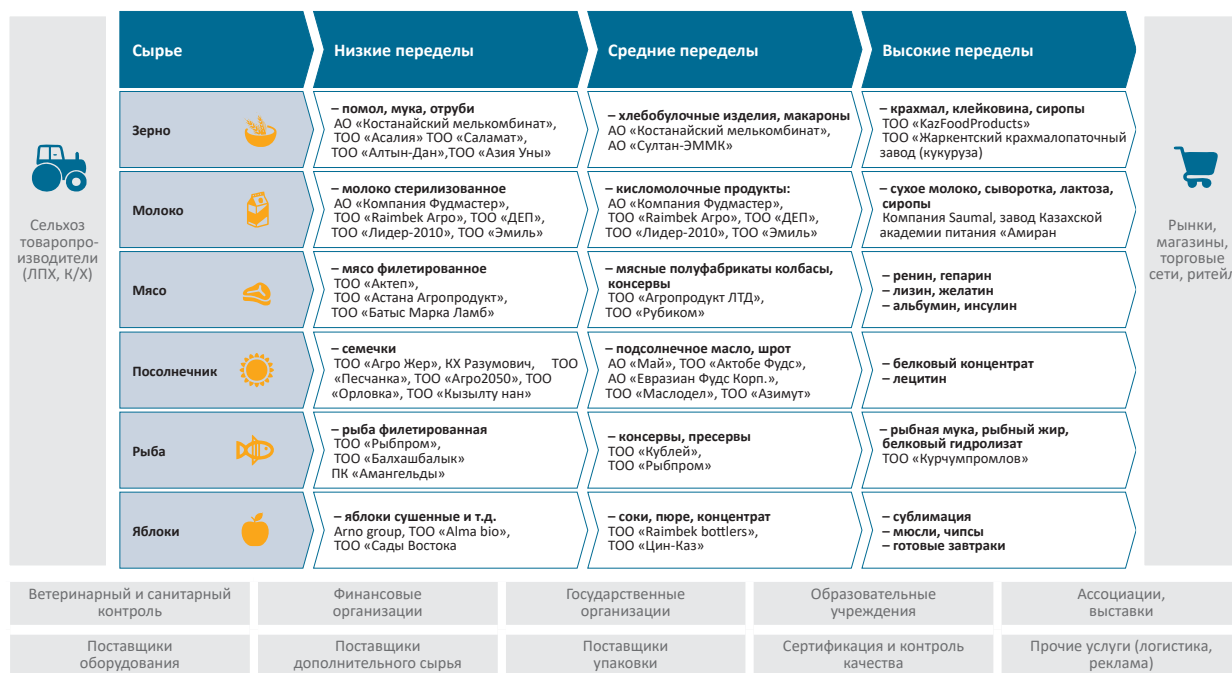 Сырье
Низкие переделы
Средние переделы
Высокие переделы
Сельхоз
товаропро-
изводители
(ЛПХ, К/Х)
Зерно
– помол, мука, отруби
АО «Костанайский мелькомбинат»,
ТОО «Асалия» ТОО «Саламат»,
ТОО «Алтын-Дан»,ТОО «Азия Уны»
– хлебобулочные изделия, макароны
АО «Костанайский мелькомбинат»,
АО «Султан-ЭММК»
– крахмал, клейковина, сиропы
ТОО «KazFoodProducts»
ТОО «Жаркентский крахмалопаточный
завод (кукуруза)
Молоко
– молоко стерилизованное
АО «Компания Фудмастер»,
ТОО «Raimbek Агро», ТОО «ДЕП»,
ТОО «Лидер-2010», ТОО «Эмиль»
– кисломолочные продукты:
АО «Компания Фудмастер»,
ТОО «Raimbek Агро», ТОО «ДЕП»,
ТОО «Лидер-2010», ТОО «Эмиль»
– сухое молоко, сыворотка, лактоза,
сиропы
Компания Saumal, завод Казахской
академии питания «Амиран
Мясо
– мясо филетированное
ТОО «Актеп»,
ТОО «Астана Агропродукт»,
ТОО «Батыс Марка Ламб»
– мясные полуфабрикаты колбасы,
консервы
ТОО «Агропродукт ЛТД»,
ТОО «Рубиком»
– ренин, гепарин
– лизин, желатин
– альбумин, инсулин
Посолнечник
– семечки
ТОО «Агро Жер», КХ Разумович, ТОО
«Песчанка», ТОО «Агро2050», ТОО
«Орловка», ТОО «Кызылту нан»
– подсолнечное масло, шрот
АО «Май», ТОО «Актобе Фудс»,
АО «Евразиан Фудс Корп.»,
ТОО «Маслодел», ТОО «Азимут»
– белковый концентрат
– лецитин
Рыба
– рыба филетированная
ТОО «Рыбпром»,
ТОО «Балхашбалык»
ПК «Амангельды»
– консервы, пресервы
ТОО «Кублей»,
ТОО «Рыбпром»
– рыбная мука, рыбный жир,
белковый гидролизат
ТОО «Курчумпромлов»
Яблоки
– яблоки сушенные и т.д.
Arno group, ТОО «Alma bio»,
ТОО «Сады Востока
– соки, пюре, концентрат
ТОО «Raimbek bottlers»,
ТОО «Цин-Каз»
– сублимация
– мюсли, чипсы
– готовые завтраки
Рынки,
магазины,
торговые
сети, ритейл
Ветеринарный и санитарный
контроль
Финансовые
организации
Государственные
организации
Образовательные
учреждения
Ассоциации,
выставки
Поставщики
оборудования
Поставщики
дополнительного сырья
Поставщики
упаковки
Сертификация и контроль
качества
Прочие услуги (логистика,
реклама)